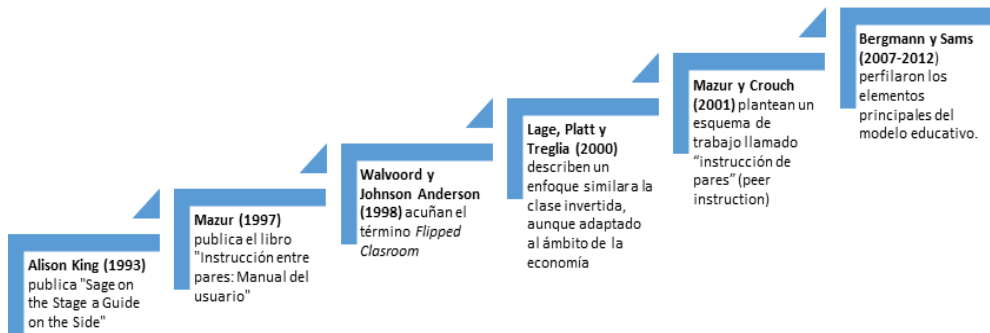 Alison King (1993)
publica "Sage on
the Stage a Guide
on the Side"
Mazur (1997)
publica el libro
"Instrucción entre
pares: Manual del
usuario"
Walvoord y
Johnson Anderson
(1998) acuñan el
término Flipped
Clasroom
Lage, Platt y
Treglia (2000)
describen un
enfoque similara la
clase invertida,
aunque adaptado
al ámbito de la
economía
Mazur y Crouch
(2001) plantean un
esquema de
trabajo llamado
“instrucción de
pares” (peer
instruction)
Bergmann y Sams
(2007-2012)
perfilaron los
elementos
principales del
modelo educativo.